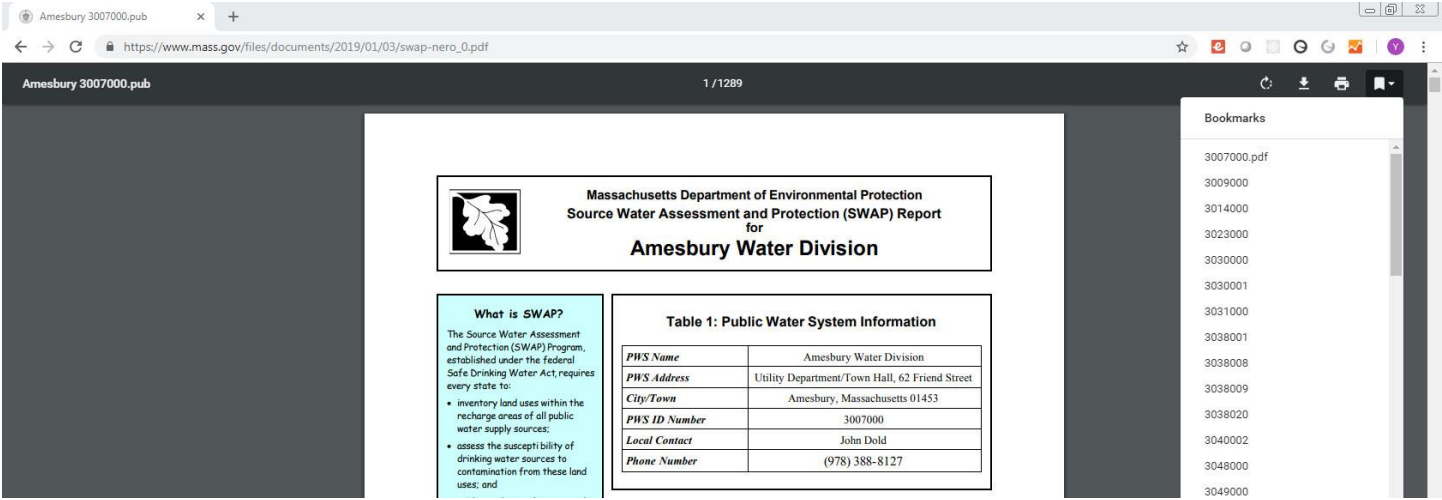 Amesbury 3007000.pub
https://www.mass.gov/files/documents/2019/01/03/swap-nero_0.pdf
Y
Amesbury 3007000.pub
1 / 1289
Massachusetts Department of Environmental Protection
Source Water Assessment and Protection (SWAP) Report
for
Amesbury Water Division
What is SWAP?
The Source Water Assessment
and Protection (SWAP) Program,
established under the federal
Safe Drinking Water Act, requires
every state to:
• inventory land uses within the
recharge areas of all public
water supply sources;
• assess the suscepti bility of
drinking water sources to
contamination from these land
uses; and
Table 1: Public Water System Information
PWS Name Amesbury Water Division
PWS Address Utility Department/Town Hall, 62 Friend Street
City/Town Amesbury, Massachusetts 01453
PWS ID Number 3007000
Local Contact John Dold
Phone Number (978) 388-8127
Bookmarks
3007000.pdf
3009000
3014000
3023000
3030000
3030001
3031000
3038001
3038008
3038009
3038020
3040002
3048000
3049000